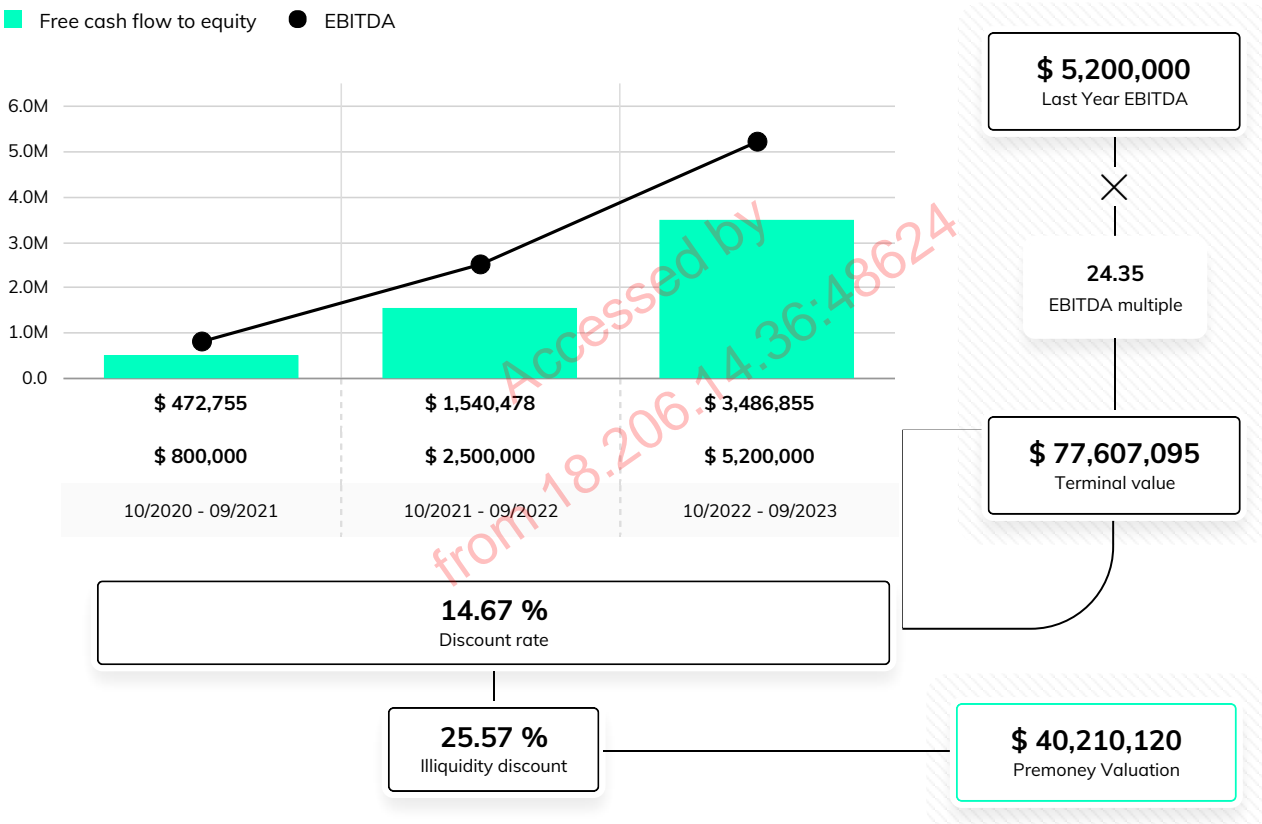 Free cash flow to equity
EBITDA
6.0M
5.0M
4.0M
3.0M
2.0M
1.0M
0.0
$ 472,755
$ 1,540,478
$ 3,486,855
$ 800,000
$ 2,500,000
$ 5,200,000
10/2020 - 09/2021
10/2021 - 09/2022
10/2022 - 09/2023
$ 5,200,000
Last Year EBITDA
24.35
EBITDA multiple
$ 77,607,095
Terminal value
14.67 %
Discount rate
25.57 %
Illiquidity discount
$ 40,210,120
Premoney Valuation
Accessed by
from 18.206.14.36:48624